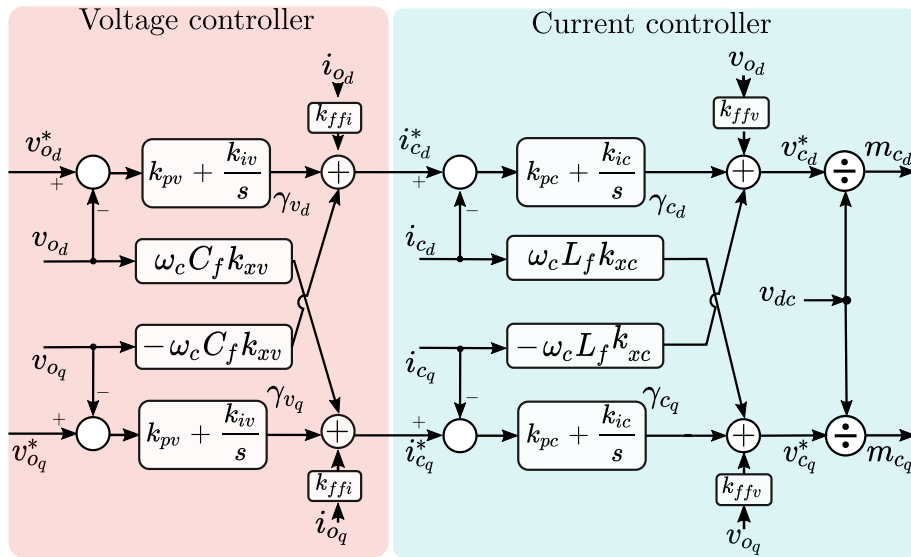 Voltage controller
Current controller
i_{o_d}
k_{ffi}
v_{o_d}
k_{ffv}
v^*_{o_d}
+
−
k_{pv} + \frac{k_{iv}}{s}
γ_{v_d}
+
i^*_{c_d}
+
−
k_{pc} + \frac{k_{ic}}{s}
γ_{c_d}
+
v^*_{c_d}
÷
m_{c_d}
v_{o_d}
ω_c C_f k_{xv}
i_{c_d}
ω_c L_f k_{xc}
v_{dc}
v_{o_q}
−ω_c C_f k_{xv}
i_{c_q}
−ω_c L_f k_{xc}
v^*_{o_q}
+
−
k_{pv} + \frac{k_{iv}}{s}
γ_{v_q}
+
i^*_{c_q}
+
−
k_{pc} + \frac{k_{ic}}{s}
γ_{c_q}
+
v^*_{c_q}
÷
m_{c_q}
k_{ffi}
i_{o_q}
k_{ffv}
v_{o_q}